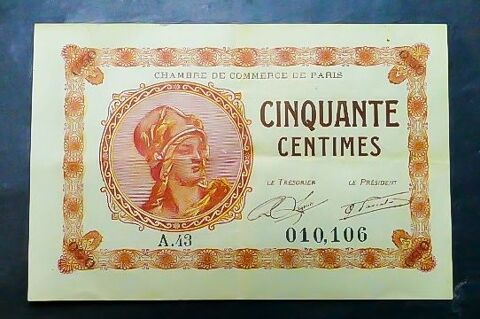 CHAMBRE DE COMMERCE DE PARIS
CINQUANTE
CENTIMES
LE TRÉSORIER LE PRÉSIDENT
A.43 010,106